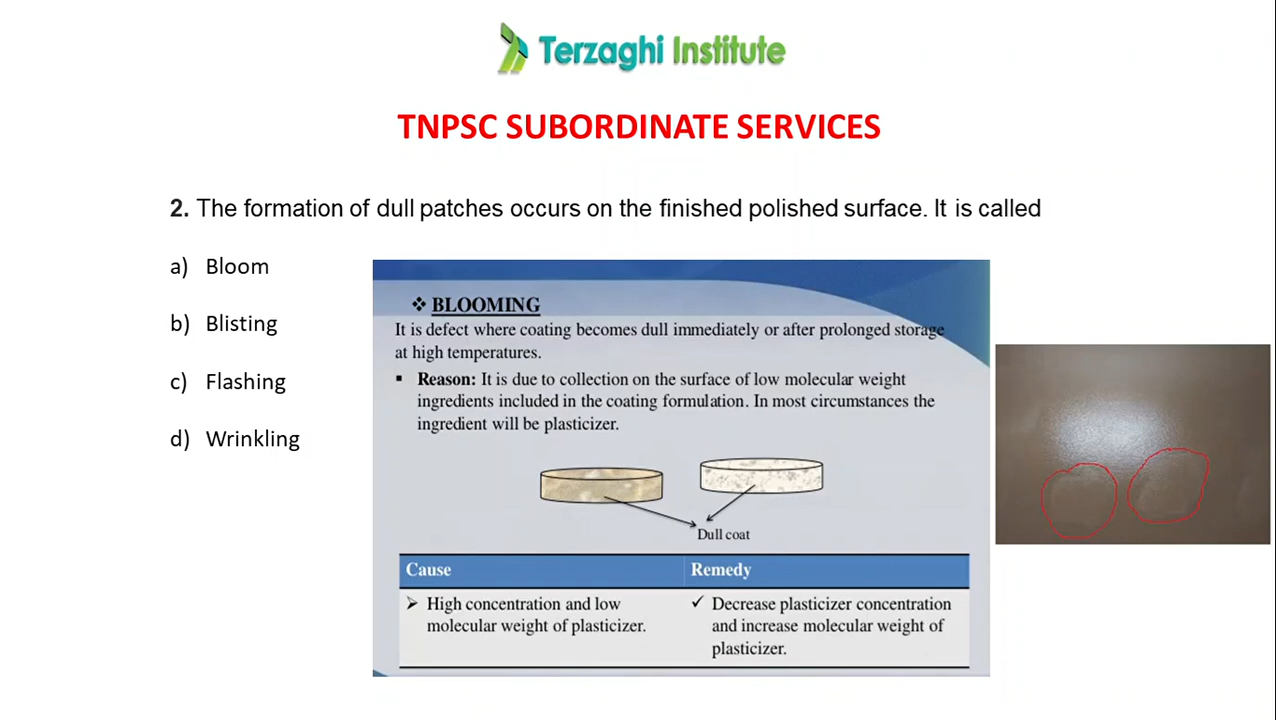 Terzaghi Institute
TNPSC SUBORDINATE SERVICES
2. The formation of dull patches occurs on the finished polished surface. It is called
a) Bloom
b) Blisting
c) Flashing
d) Wrinkling
❖ BLOOMING
It is defect where coating becomes dull immediately or after prolonged storage
at high temperatures.
▪ Reason: It is due to collection on the surface of low molecular weight
ingredients included in the coating formulation. In most circumstances the
ingredient will be plasticizer.
Dull coat
Cause Remedy
➢ High concentration and low
molecular weight of plasticizer.
✓ Decrease plasticizer concentration
and increase molecular weight of
plasticizer.